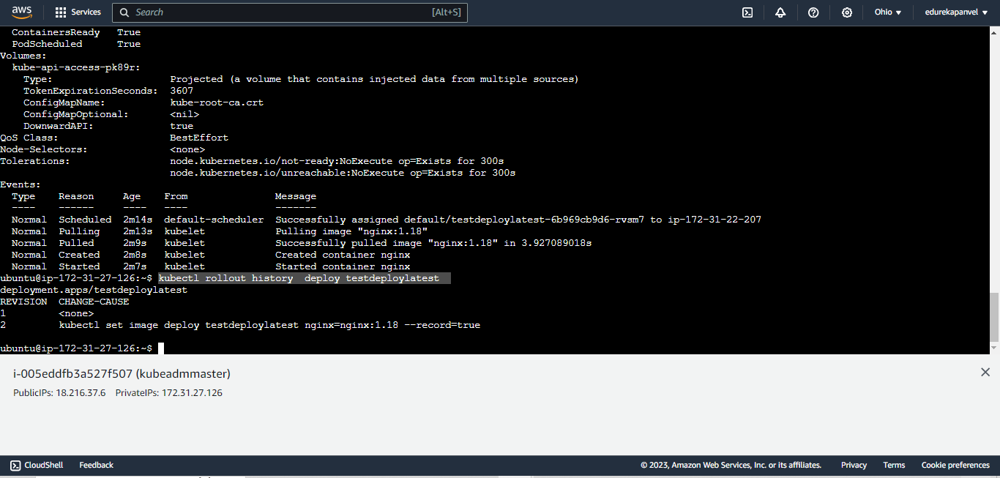 aws Services Search [Alt+S] Ohio ▼ edurekapanvel ▼
ContainersReady True
PodScheduled True
Volumes:
kube-api-access-pk89r:
Type: Projected (a volume that contains injected data from multiple sources)
TokenExpirationSeconds: 3607
ConfigMapName: kube-root-ca.crt
ConfigMapOptional: <nil>
DownwardAPI: true
QoS Class: BestEffort
Node-Selectors: <none>
Tolerations: node.kubernetes.io/not-ready:NoExecute op=Exists for 300s
node.kubernetes.io/unreachable:NoExecute op=Exists for 300s
Events:
Type Reason Age From Message
---- ------ ---- ---- -------
Normal Scheduled 2m14s default-scheduler Successfully assigned default/testdeploylatest-6b969cb9d6-rvsm7 to ip-172-31-22-207
Normal Pulling 2m13s kubelet Pulling image "nginx:1.18"
Normal Pulled 2m9s kubelet Successfully pulled image "nginx:1.18" in 3.927089018s
Normal Created 2m8s kubelet Created container nginx
Normal Started 2m7s kubelet Started container nginx
ubuntu@ip-172-31-27-126:~$ kubectl rollout history  deploy testdeploylatest
deployment.apps/testdeploylatest
REVISION CHANGE-CAUSE
1 <none>
2 kubectl set image deploy testdeploylatest nginx=nginx:1.18 --record=true
ubuntu@ip-172-31-27-126:~$
i-005eddfb3a527f507 (kubeadmmaster)
PublicIPs: 18.216.37.6 PrivateIPs: 172.31.27.126
CloudShell Feedback © 2023, Amazon Web Services, Inc. or its affiliates. Privacy Terms Cookie preferences